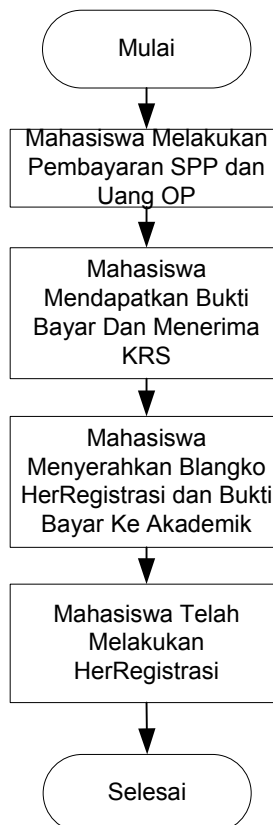 Mulai
Mahasiswa Melakukan
Pembayaran SPP dan
Uang OP
Mahasiswa
Mendapatkan Bukti
Bayar Dan Menerima
KRS
Mahasiswa
Menyerahkan Blangko
HerRegistrasi dan Bukti
Bayar Ke Akademik
Mahasiswa Telah
Melakukan
HerRegistrasi
Selesai